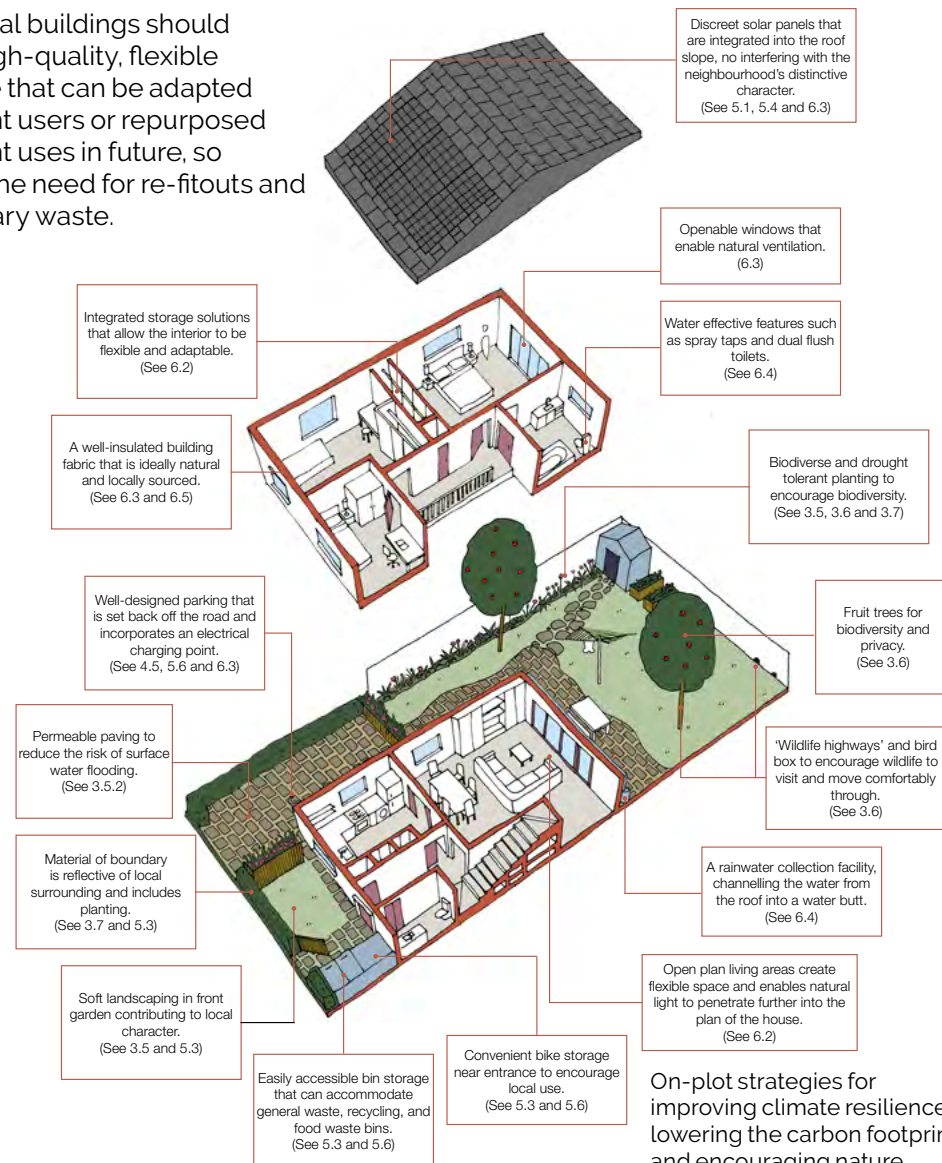 al buildings should
gh-quality, flexible
that can be adapted
nt users or repurposed
nt uses in future, so
he need for re-fitouts and
ary waste.
Discreet solar panels that
are integrated into the roof
slope, no interfering with the
neighbourhood's distinctive
character.
(See 5.1, 5.4 and 6.3)
Openable windows that
enable natural ventilation.
(6.3)
Integrated storage solutions
that allow the interior to be
flexible and adaptable.
(See 6.2)
Water effective features such
as spray taps and dual flush
toilets.
(See 6.4)
A well-insulated building
fabric that is ideally natural
and locally sourced.
(See 6.3 and 6.5)
Biodiverse and drought
tolerant planting to
encourage biodiversity.
(See 3.5, 3.6 and 3.7)
Well-designed parking that
is set back off the road and
incorporates an electrical
charging point.
(See 4.5, 5.6 and 6.3)
Fruit trees for
biodiversity and
privacy.
(See 3.6)
Permeable paving to
reduce the risk of surface
water flooding.
(See 3.5.2)
'Wildlife highways' and bird
box to encourage wildlife to
visit and move comfortably
through.
(See 3.6)
Material of boundary
is reflective of local
surrounding and includes
planting.
(See 3.7 and 5.3)
A rainwater collection facility,
channelling the water from
the roof into a water butt.
(See 6.4)
Soft landscaping in front
garden contributing to local
character.
(See 3.5 and 5.3)
Open plan living areas create
flexible space and enables natural
light to penetrate further into the
plan of the house.
(See 6.2)
Easily accessible bin storage
that can accommodate
general waste, recycling, and
food waste bins.
(See 5.3 and 5.6)
Convenient bike storage
near entrance to encourage
local use.
(See 5.3 and 5.6)
On-plot strategies for
improving climate resilience
lowering the carbon footprin
and encouraging nature